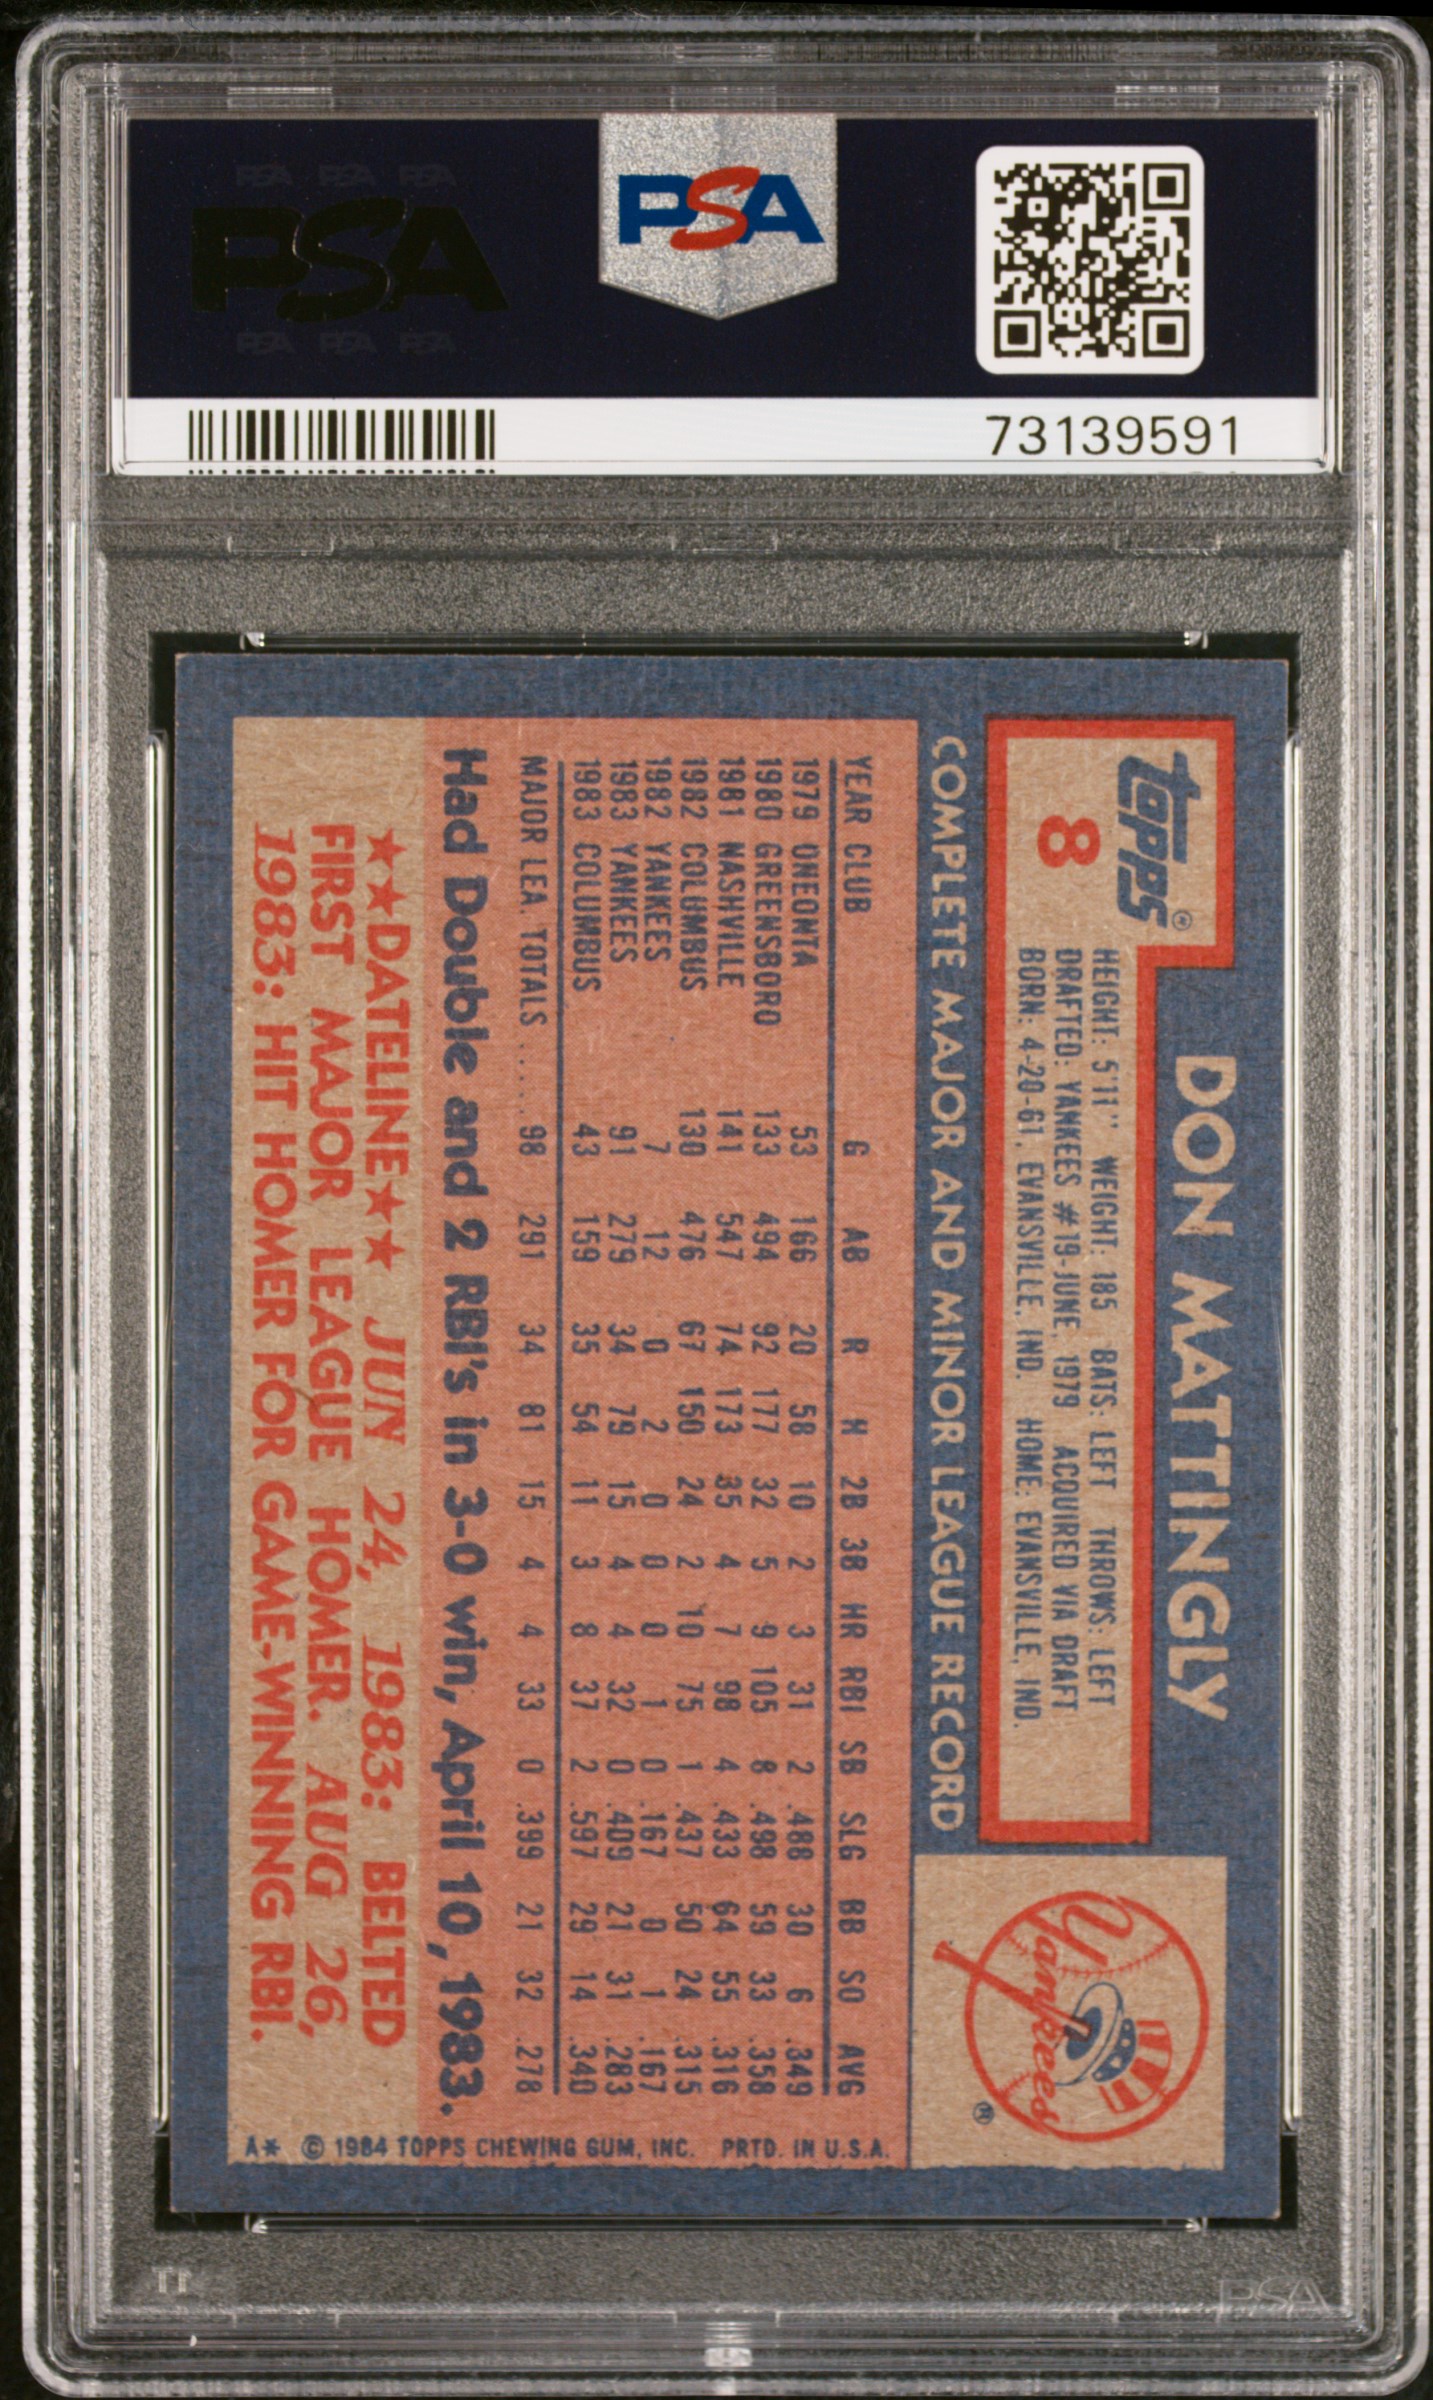 PSA PSA PSA
PSA
PSA PSA PSA
PSA
73139591
topps®
8
DON MATTINGLY
HEIGHT: 5'11" WEIGHT: 185 BATS: LEFT THROWS: LEFT
DRAFTED: YANKEES #19-JUNE, 1979 ACQUIRED VIA DRAFT
BORN: 4-20-61, EVANSVILLE, IND. HOME: EVANSVILLE, IND.
Yankees
®
COMPLETE MAJOR AND MINOR LEAGUE RECORD
YEAR CLUB G AB R H 2B 3B HR RBI SB SLG BB SO AVG
1979 ONEONTA 53 166 20 58 10 2 3 31 2 .488 30 6 .349
1980 GREENSBORO 133 494 92 177 32 5 9 105 8 .498 59 33 .358
1981 NASHVILLE 141 547 74 173 35 4 7 98 4 .433 64 55 .316
1982 COLUMBUS 130 476 67 150 24 2 10 75 1 .437 50 24 .315
1982 YANKEES 7 12 0 2 0 0 0 1 0 .167 0 1 .167
1983 YANKEES 91 279 34 79 15 4 4 32 0 .409 21 31 .283
1983 COLUMBUS 43 159 35 54 11 3 8 37 2 .597 29 14 .340
MAJOR LEA. TOTALS ..... 98 291 34 81 15 4 4 33 0 .399 21 32 .278
Had Double and 2 RBI's in 3-0 win, April 10, 1983.
★★DATELINE★★ JUN 24, 1983: BELTED
FIRST MAJOR LEAGUE HOMER. AUG 26,
1983: HIT HOMER FOR GAME-WINNING RBI.
A* © 1984 TOPPS CHEWING GUM, INC. PRTD. IN U.S.A.
PSA